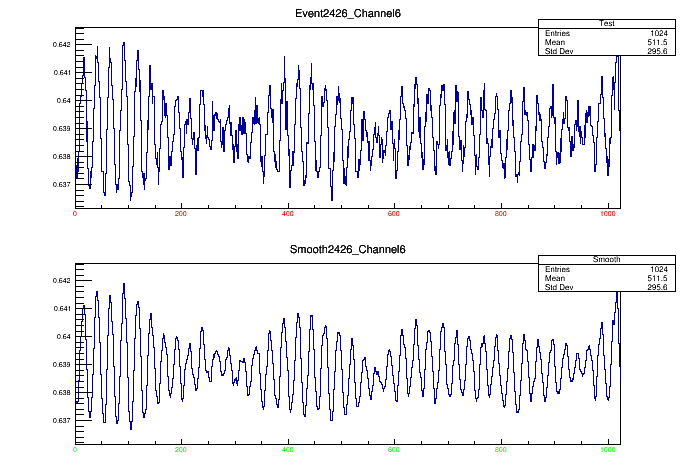 Event2426_Channel6
Test
Entries 1024
Mean 511.5
Std Dev 295.6
0.642
0.641
0.64
0.639
0.638
0.637
0 200 400 600 800 1000
Smooth2426_Channel6
Smooth
Entries 1024
Mean 511.5
Std Dev 295.6
0.642
0.641
0.64
0.639
0.638
0.637
0 200 400 600 800 1000